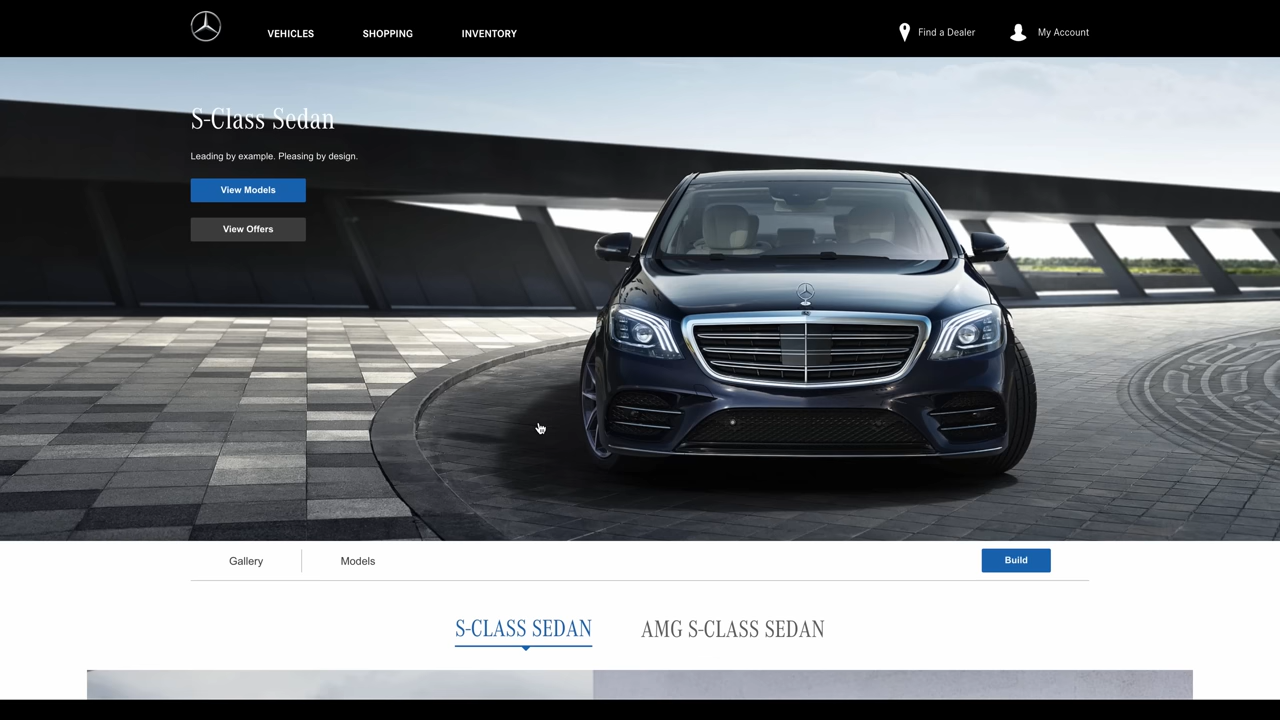 VEHICLES SHOPPING INVENTORY Find a Dealer My Account
S-Class Sedan
Leading by example. Pleasing by design.
View Models
View Offers
Gallery Models Build
S-CLASS SEDAN AMG S-CLASS SEDAN